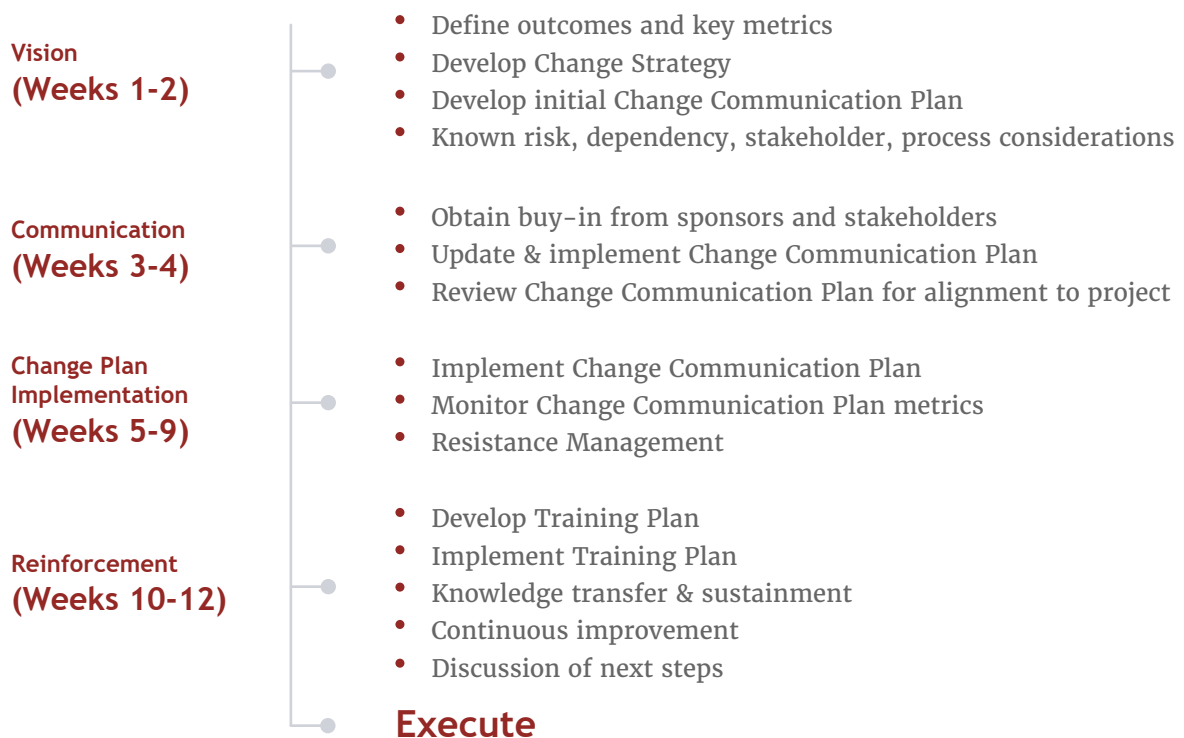 Vision
(Weeks 1-2)
• Define outcomes and key metrics
• Develop Change Strategy
• Develop initial Change Communication Plan
• Known risk, dependency, stakeholder, process considerations
Communication
(Weeks 3-4)
• Obtain buy-in from sponsors and stakeholders
• Update & implement Change Communication Plan
• Review Change Communication Plan for alignment to project
Change Plan
Implementation
(Weeks 5-9)
• Implement Change Communication Plan
• Monitor Change Communication Plan metrics
• Resistance Management
Reinforcement
(Weeks 10-12)
• Develop Training Plan
• Implement Training Plan
• Knowledge transfer & sustainment
• Continuous improvement
• Discussion of next steps
Execute